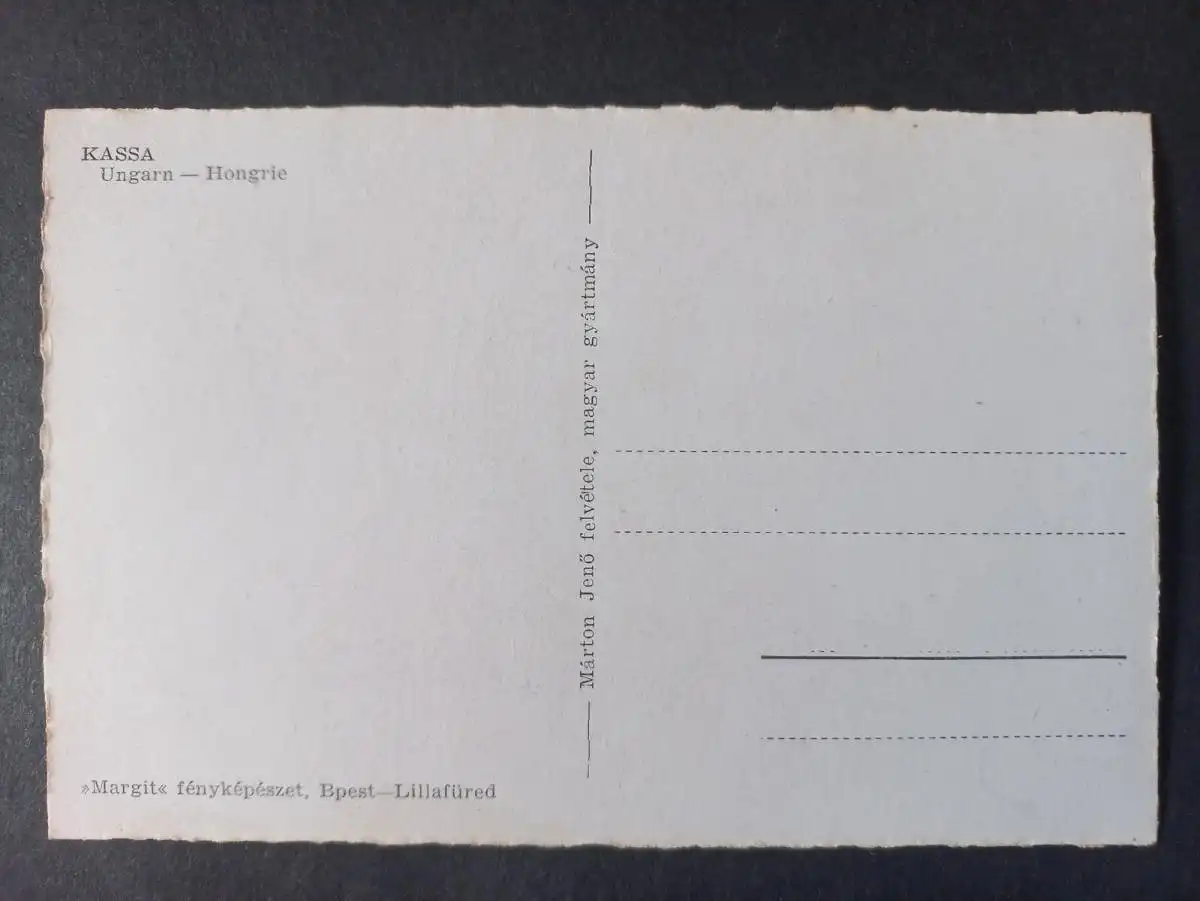 KASSA
Ungarn — Hongrie
Márton Jenő felvétele, magyar gyártmány
»Margit« fényképészet, Bpest—Lillafüred